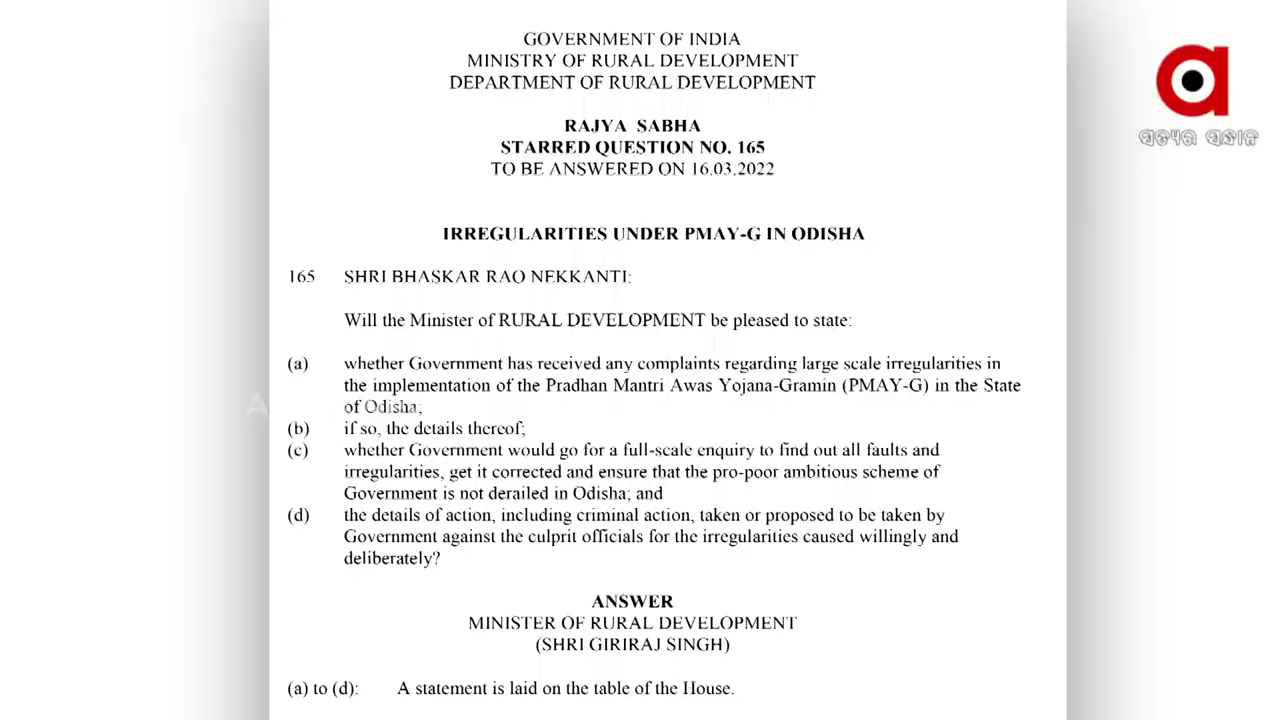 GOVERNMENT OF INDIA
MINISTRY OF RURAL DEVELOPMENT
DEPARTMENT OF RURAL DEVELOPMENT
RAJYA SABHA
STARRED QUESTION NO. 165
TO BE ANSWERED ON 16.03.2022
ସତ୍ୟର ସନ୍ଧାନ
IRREGULARITIES UNDER PMAY-G IN ODISHA
165 SHRI BHASKAR RAO NEKKANTI:
Will the Minister of RURAL DEVELOPMENT be pleased to state:
(a) whether Government has received any complaints regarding large scale irregularities in
the implementation of the Pradhan Mantri Awas Yojana-Gramin (PMAY-G) in the State
of Odisha;
(b) if so, the details thereof;
(c) whether Government would go for a full-scale enquiry to find out all faults and
irregularities, get it corrected and ensure that the pro-poor ambitious scheme of
Government is not derailed in Odisha; and
(d) the details of action, including criminal action, taken or proposed to be taken by
Government against the culprit officials for the irregularities caused willingly and
deliberately?
ANSWER
MINISTER OF RURAL DEVELOPMENT
(SHRI GIRIRAJ SINGH)
(a) to (d): A statement is laid on the table of the House.